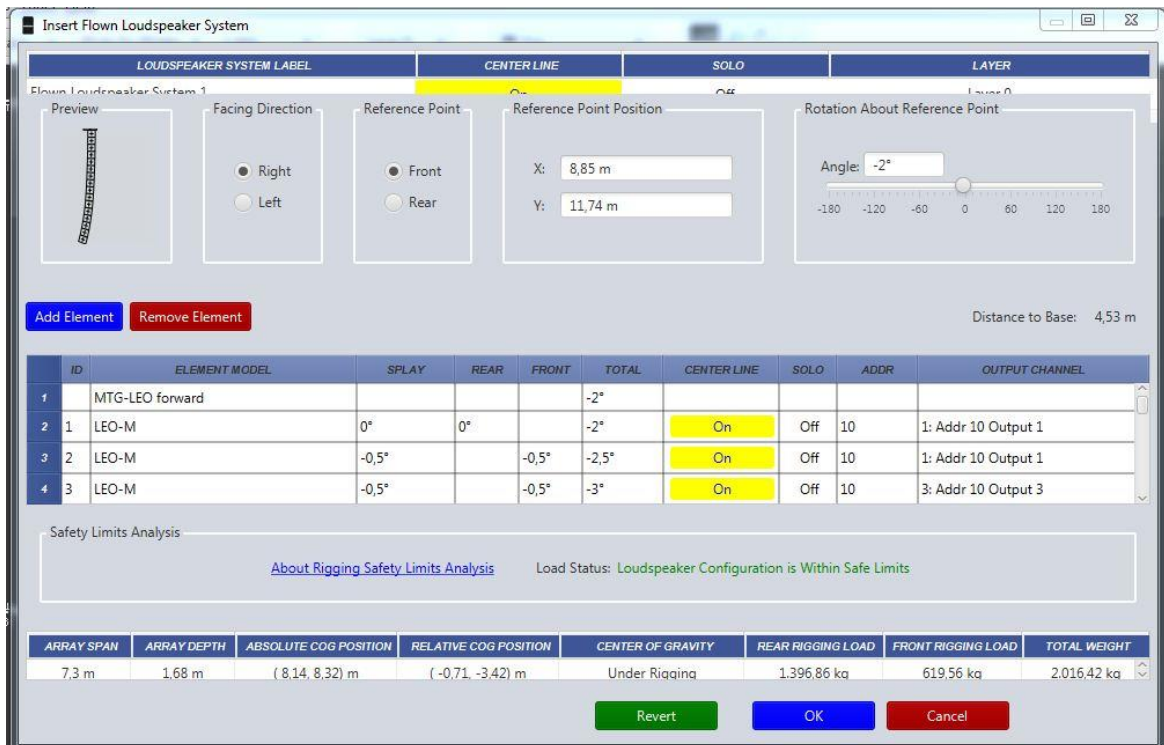 Insert Flown Loudspeaker System
LOUDSPEAKER SYSTEM LABEL CENTER LINE SOLO LAYER
Flown Loudspeaker System 1 On Off Layer 0
Preview Facing Direction Reference Point Reference Point Position Rotation About Reference Point
Right Front X: 8,85 m Angle: -2°
Left Rear Y: 11,74 m -180 -120 -60 0 60 120 180
Add Element Remove Element Distance to Base: 4,53 m
ID ELEMENT MODEL SPLAY REAR FRONT TOTAL CENTER LINE SOLO ADDR OUTPUT CHANNEL
1 MTG-LEO forward -2°
2 1 LEO-M 0° 0° -2° On Off 10 1: Addr 10 Output 1
3 2 LEO-M -0,5° -0,5° -2,5° On Off 10 1: Addr 10 Output 1
4 3 LEO-M -0,5° -0,5° -3° On Off 10 3: Addr 10 Output 3
Safety Limits Analysis
About Rigging Safety Limits Analysis Load Status: Loudspeaker Configuration is Within Safe Limits
ARRAY SPAN ARRAY DEPTH ABSOLUTE COG POSITION RELATIVE COG POSITION CENTER OF GRAVITY REAR RIGGING LOAD FRONT RIGGING LOAD TOTAL WEIGHT
7,3 m 1,68 m ( 8,14, 8,32) m ( -0,71, -3,42) m Under Rigging 1.396,86 kg 619,56 kg 2.016,42 kg
Revert OK Cancel